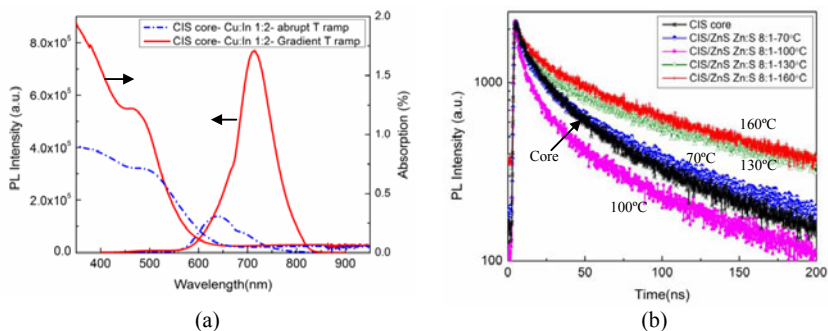 CIS core- Cu:In 1:2- abrupt T ramp
CIS core- Cu:In 1:2- Gradient T ramp
8.0x10⁵
6.0x10⁵
4.0x10⁵
2.0x10⁵
0.0
2.0
1.5
1.0
0.5
0.0
400 500 600 700 800 900
PL Intensity (a.u.)
Absorption (%)
Wavelength(nm)
(a)
CIS core
CIS/ZnS Zn:S 8:1-70°C
CIS/ZnS Zn:S 8:1-100°C
CIS/ZnS Zn:S 8:1-130°C
CIS/ZnS Zn:S 8:1-160°C
1000
100
PL Intensity (a.u.)
160ºC
Core
70ºC
130ºC
100ºC
0 50 100 150 200
Time(ns)
(b)